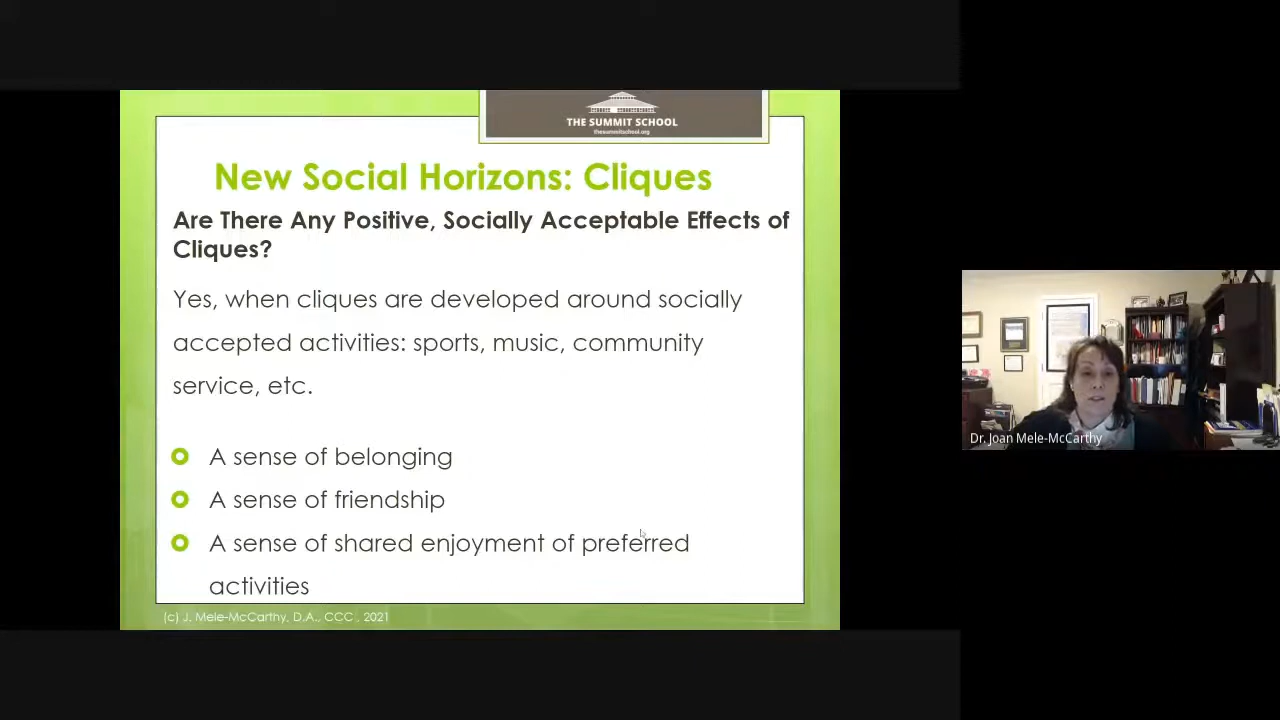 THE SUMMIT SCHOOL
thesummitschool.org
New Social Horizons: Cliques
Are There Any Positive, Socially Acceptable Effects of
Cliques?
Yes, when cliques are developed around socially
accepted activities: sports, music, community
service, etc.
A sense of belonging
A sense of friendship
A sense of shared enjoyment of preferred
activities
(c) J. Mele-McCarthy, D.A., CCC , 2021
Dr. Joan Mele-McCarthy